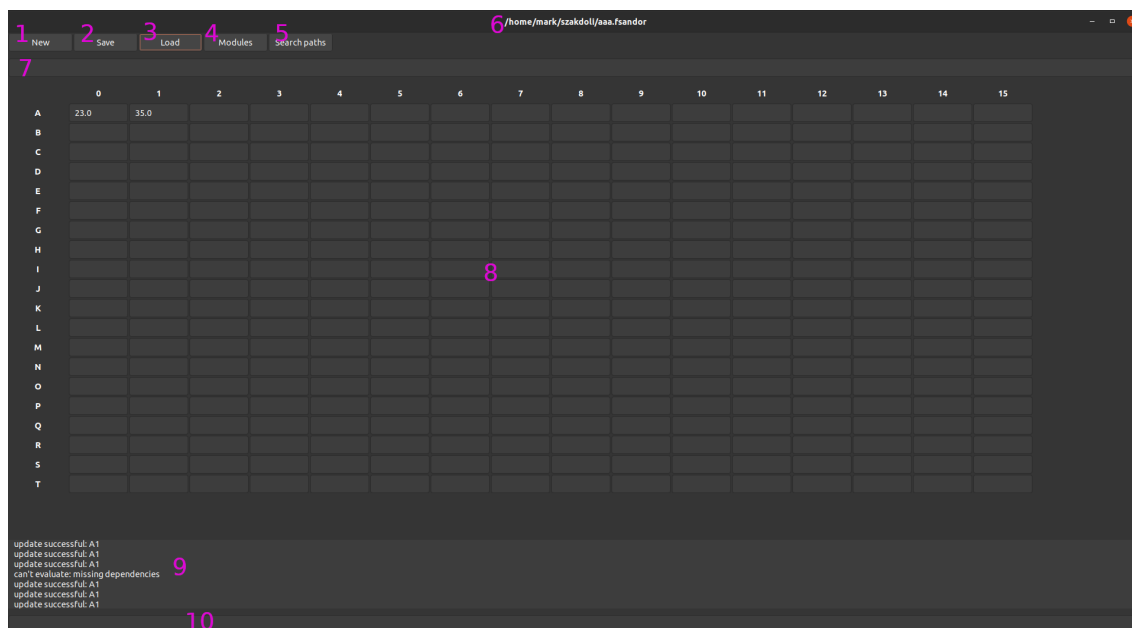 6 /home/mark/szakdoli/aaa.fsandor
1 New 2 Save 3 Load 4 Modules 5 Search paths
7
0 1 2 3 4 5 6 7 8 9 10 11 12 13 14 15
A 23.0 35.0
B
C
D
E
F
G
H
I
8
J
K
L
M
N
O
P
Q
R
S
T
update successful: A1
update successful: A1
update successful: A1
9
can't evaluate: missing dependencies
update successful: A1
update successful: A1
update successful: A1
10